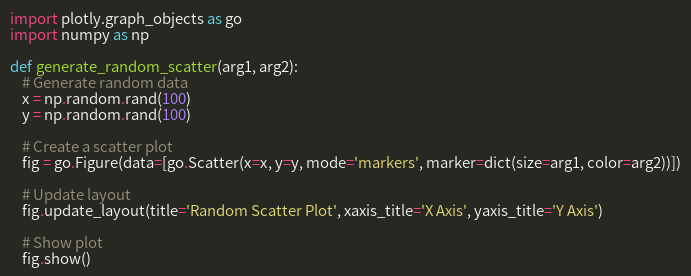 import plotly.graph_objects as go
import numpy as np

def generate_random_scatter(arg1, arg2):
    # Generate random data
    x = np.random.rand(100)
    y = np.random.rand(100)

    # Create a scatter plot
    fig = go.Figure(data=[go.Scatter(x=x, y=y, mode='markers', marker=dict(size=arg1, color=arg2))])

    # Update layout
    fig.update_layout(title='Random Scatter Plot', xaxis_title='X Axis', yaxis_title='Y Axis')

    # Show plot
    fig.show()